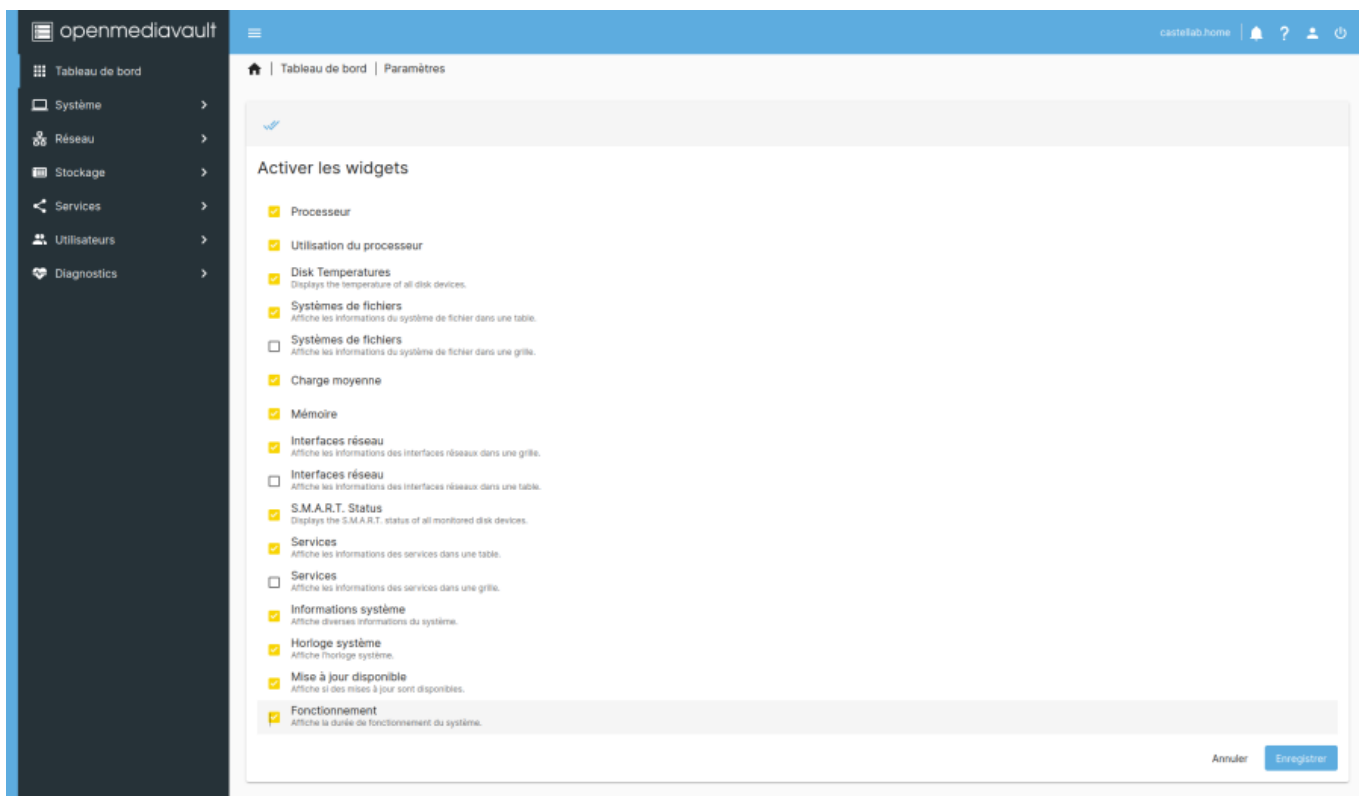 openmediavault
castellab.home
Tableau de bord
Système
Réseau
Stockage
Services
Utilisateurs
Diagnostics
Tableau de bord | Paramètres
Activer les widgets
Processeur
Utilisation du processeur
Disk Temperatures
Displays the temperature of all disk devices.
Systèmes de fichiers
Affiche les informations du système de fichier dans une table.
Systèmes de fichiers
Affiche les informations du système de fichier dans une grille.
Charge moyenne
Mémoire
Interfaces réseau
Affiche les informations des interfaces réseaux dans une grille.
Interfaces réseau
Affiche les informations des interfaces réseaux dans une table.
S.M.A.R.T. Status
Displays the S.M.A.R.T. status of all monitored disk devices.
Services
Affiche les informations des services dans une table.
Services
Affiche les informations des services dans une grille.
Informations système
Affiche diverses informations du système.
Horloge système
Affiche l'horloge système.
Mise à jour disponible
Affiche si des mises à jour sont disponibles.
Fonctionnement
Affiche la durée de fonctionnement du système.
Annuler
Enregistrer